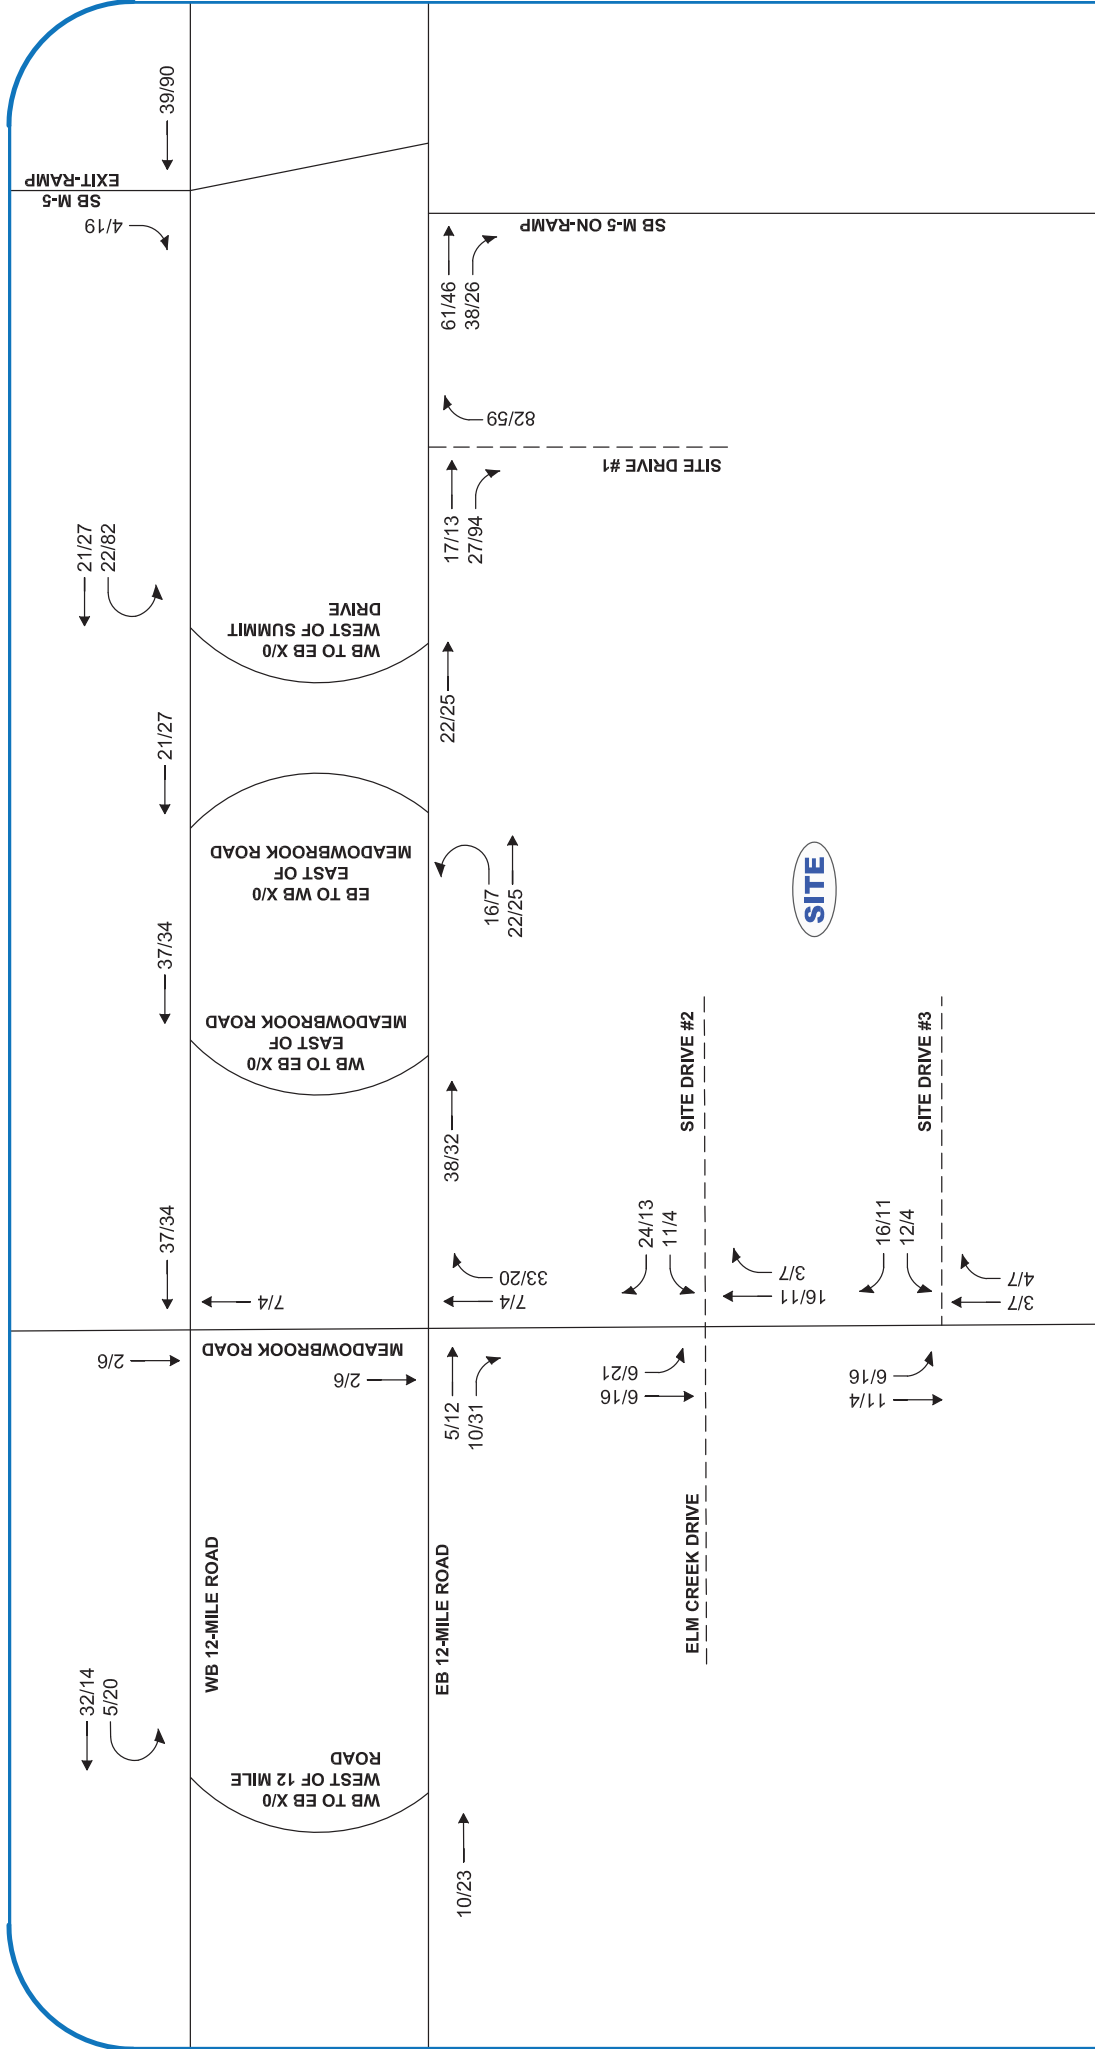 39/90
SB M-5
EXIT-RAMP
4/19
SB M-5 ON-RAMP
61/46
38/26
82/59
SITE DRIVE #1
17/13
27/94
21/27
22/82
WB TO EB X/0
WEST OF SUMMIT
DRIVE
22/25
21/27
EB TO WB X/0
EAST OF
MEADOWBROOK ROAD
16/7
22/25
SITE
37/34
WB TO EB X/0
EAST OF
MEADOWBROOK ROAD
38/32
37/34
7/4
33/20
7/4
SITE DRIVE #2
24/13
11/4
3/7
16/11
SITE DRIVE #3
16/11
12/4
4/7
3/7
2/6
MEADOWBROOK ROAD
2/6
5/12
10/31
6/21
6/16
6/16
11/4
WB 12-MILE ROAD
EB 12-MILE ROAD
ELM CREEK DRIVE
32/14
5/20
WB TO EB X/0
WEST OF 12 MILE
ROAD
10/23